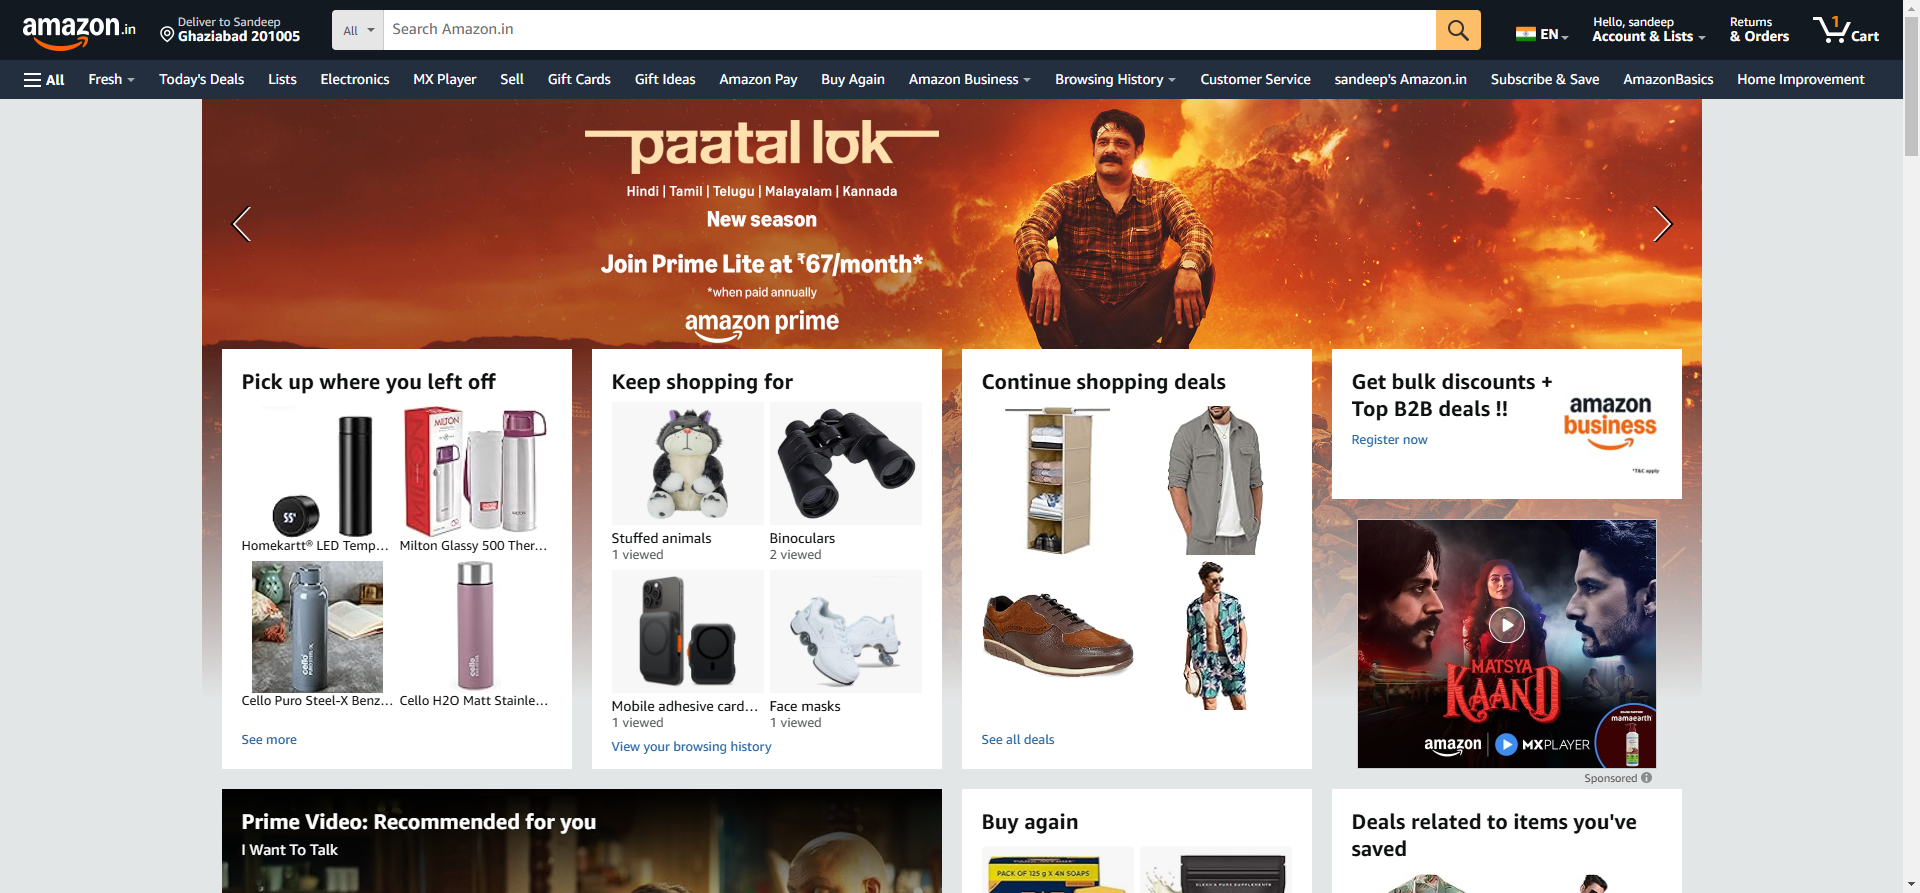 amazon.in
Deliver to Sandeep
Ghaziabad 201005
All
Search Amazon.in
EN
Hello, sandeep
Account & Lists
Returns
& Orders
1
Cart
All
Fresh
Today's Deals
Lists
Electronics
MX Player
Sell
Gift Cards
Gift Ideas
Amazon Pay
Buy Again
Amazon Business
Browsing History
Customer Service
sandeep's Amazon.in
Subscribe & Save
AmazonBasics
Home Improvement
paatal lok
Hindi | Tamil | Telugu | Malayalam | Kannada
New season
Join Prime Lite at ₹67/month*
*when paid annually
amazon prime
Pick up where you left off
55°
MILTON
MILTON
Homekartt® LED Temp...
Milton Glassy 500 Ther...
cello
cello
Cello Puro Steel-X Benz...
Cello H2O Matt Stainle...
See more
Keep shopping for
Stuffed animals
1 viewed
Binoculars
2 viewed
Mobile adhesive card...
1 viewed
Face masks
1 viewed
View your browsing history
Continue shopping deals
See all deals
Get bulk discounts +
Top B2B deals !!
Register now
amazon
business
*T&C apply
MATSYA
KAAND
mamaearth
amazon | MXPLAYER
Sponsored
Prime Video: Recommended for you
I Want To Talk
Buy again
PACK OF 125 g X 4N SOAPS
Deals related to items you've
saved